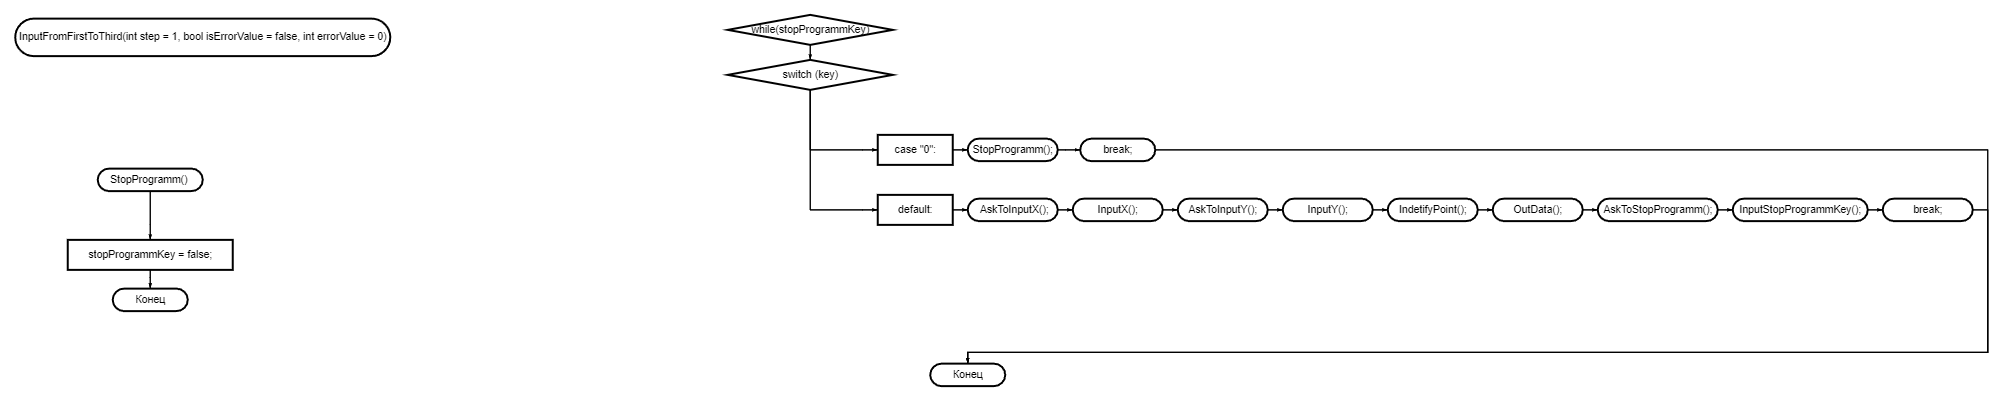 InputFromFirstToThird(int step = 1, bool isErrorValue = false, int errorValue = 0)
StopProgramm()
stopProgrammKey = false;
Конец
while(stopProgrammKey)
switch (key)
case "0":
StopProgramm();
break;
default:
AskToInputX();
InputX();
AskToInputY();
InputY();
IndetifyPoint();
OutData();
AskToStopProgramm();
InputStopProgrammKey();
break;
Конец